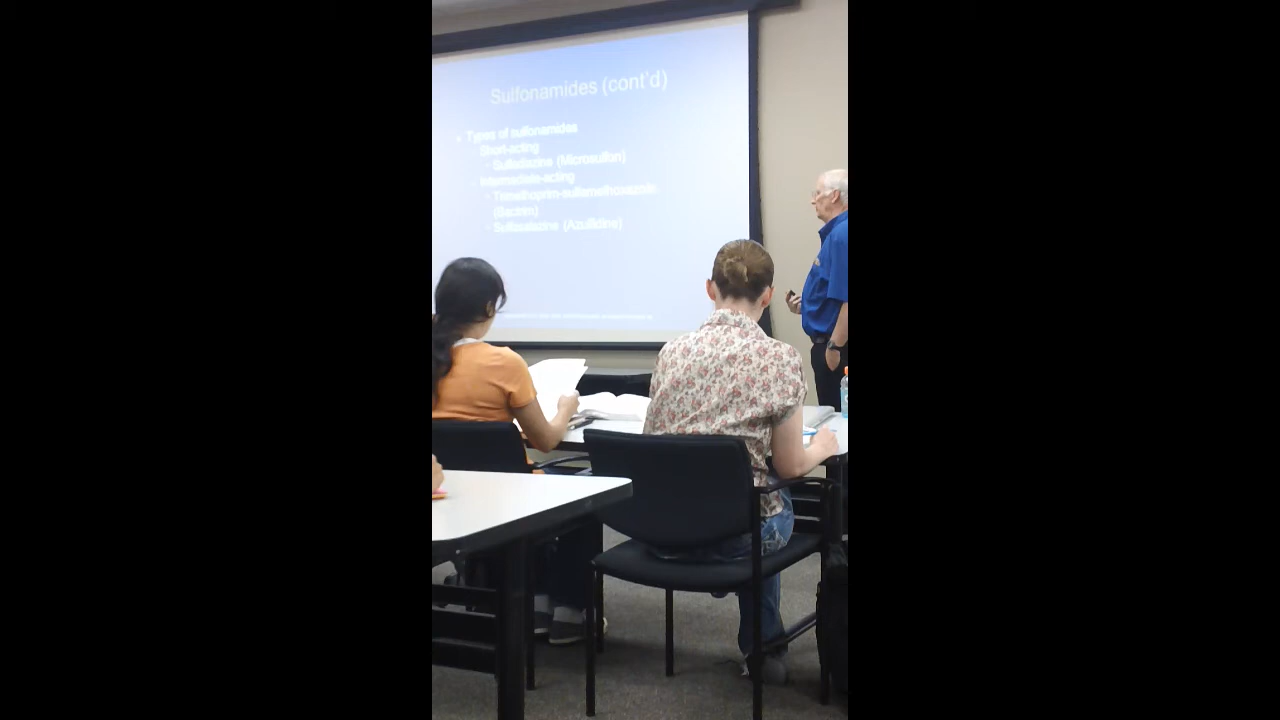 Sulfonamides (cont'd)
• Types of sulfonamides
Short-acting
Sulfadiazine (Microsulfon)
Intermediate-acting
Trimethoprim-sulfamethoxazole
(Bactrim)
Sulfasalazine (Azulfidine)